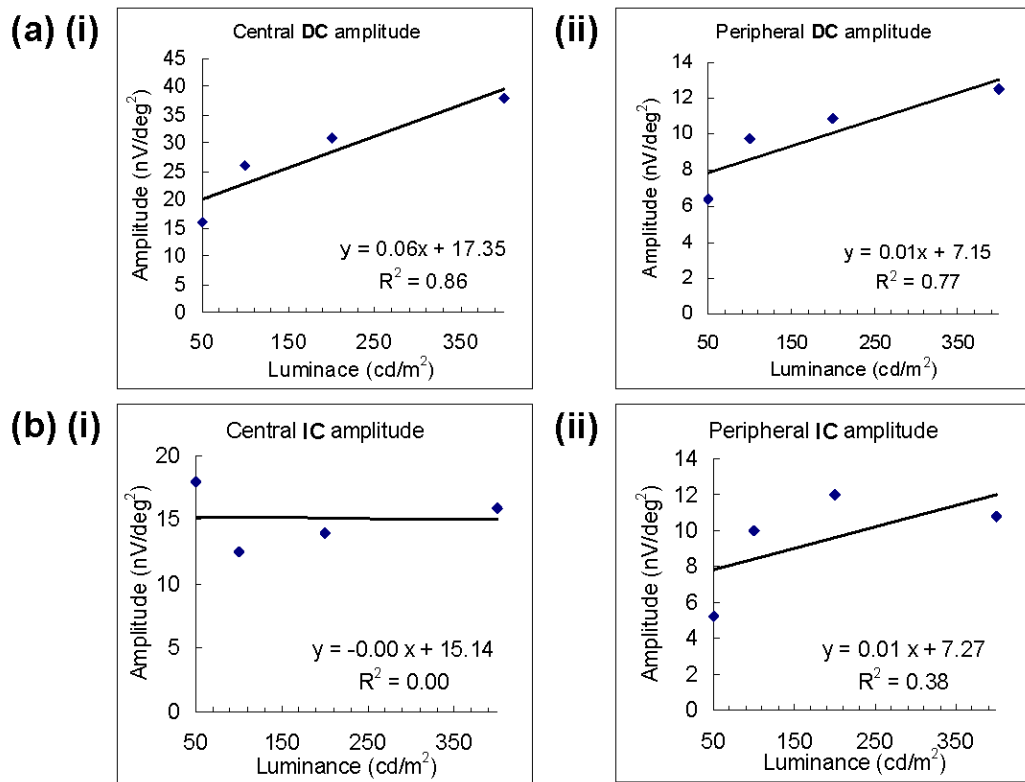 (a) (i)
Central DC amplitude
Amplitude (nV/deg²)
45
40
35
30
25
20
15
10
5
0
y = 0.06x + 17.35
R² = 0.86
50 150 250 350
Luminace (cd/m²)
(ii)
Peripheral DC amplitude
Amplitude (nV/deg²)
14
12
10
8
6
4
2
0
y = 0.01x + 7.15
R² = 0.77
50 150 250 350
Luminance (cd/m²)
(b) (i)
Central IC amplitude
Amplitude (nV/deg²)
20
15
10
5
0
y = -0.00 x + 15.14
R² = 0.00
50 150 250 350
Luminance (cd/m²)
(ii)
Peripheral IC amplitude
Amplitude (nV/deg²)
14
12
10
8
6
4
2
0
y = 0.01 x + 7.27
R² = 0.38
50 150 250 350
Luminance (cd/m²)